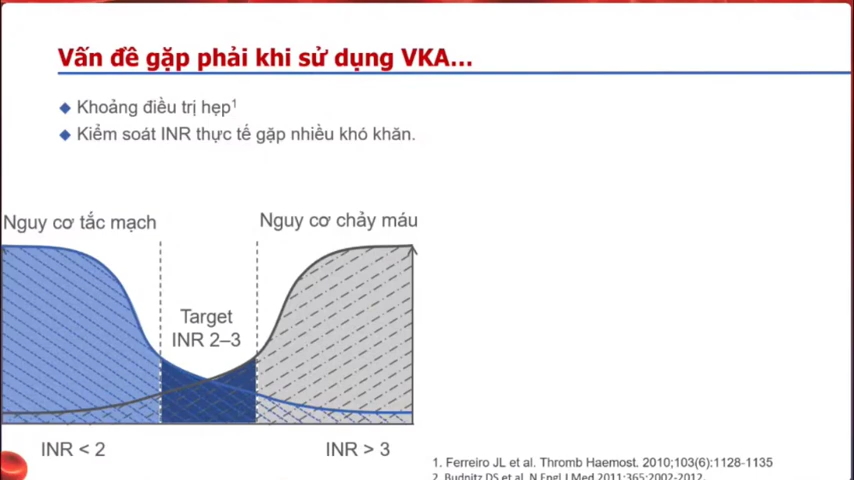 Vấn đề gặp phải khi sử dụng VKA...
Khoảng điều trị hẹp¹
Kiểm soát INR thực tế gặp nhiều khó khăn.
Nguy cơ tắc mạch
Nguy cơ chảy máu
Target
INR 2–3
INR < 2
INR > 3
1. Ferreiro JL et al. Thromb Haemost. 2010;103(6):1128-1135
2. Budnitz DS et al. N Engl J Med 2011;365:2002-2012.